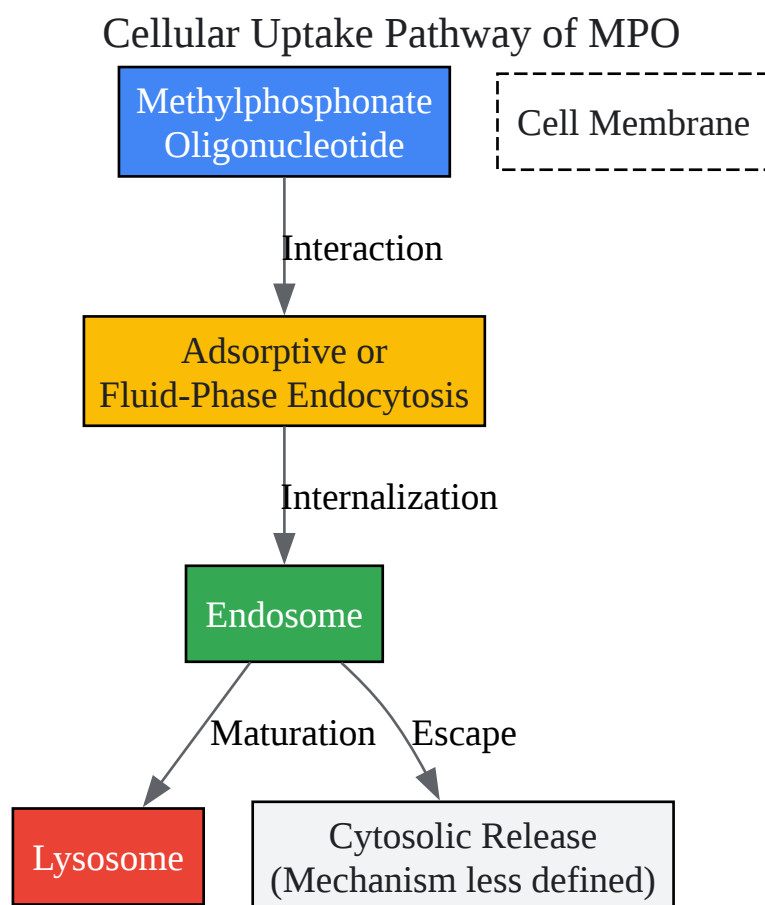 Cellular Uptake Pathway of MPO
Methylphosphonate
Oligonucleotide
Cell Membrane
Interaction
Adsorptive or
Fluid-Phase Endocytosis
Internalization
Endosome
Maturation
Escape
Lysosome
Cytosolic Release
(Mechanism less defined)